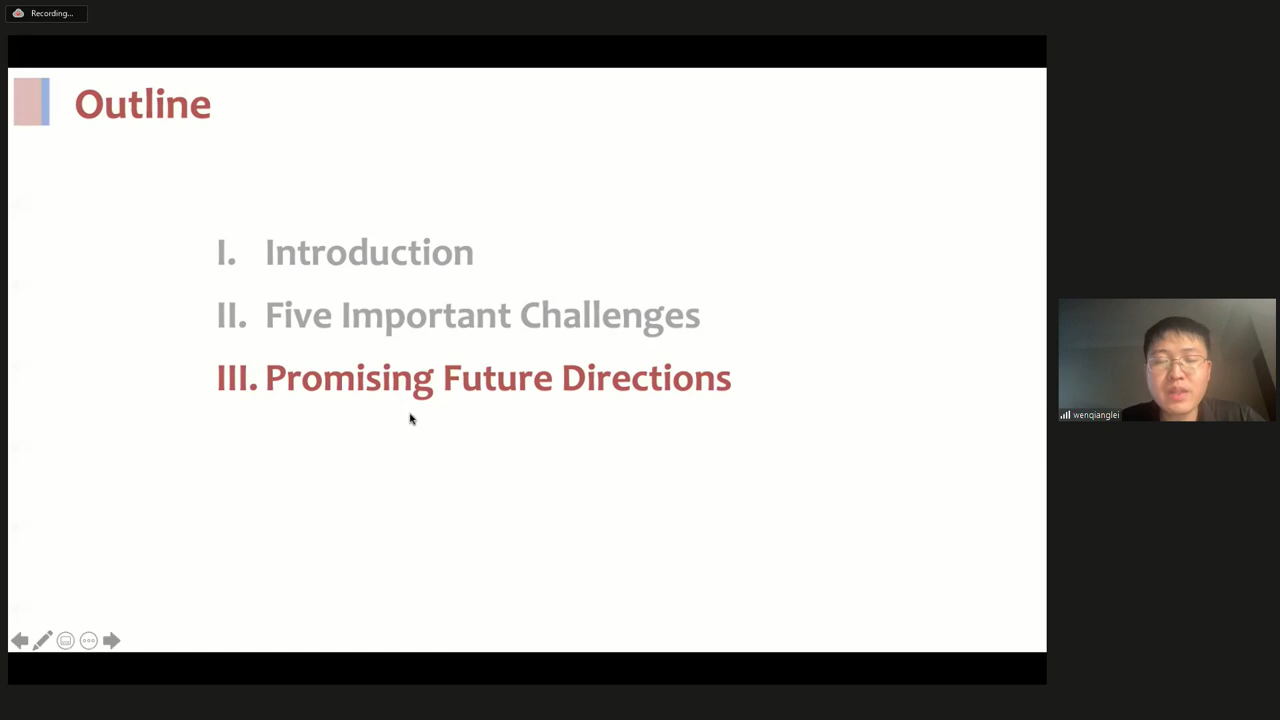 Recording...
Outline
I. Introduction
II. Five Important Challenges
III. Promising Future Directions
wenqianglei